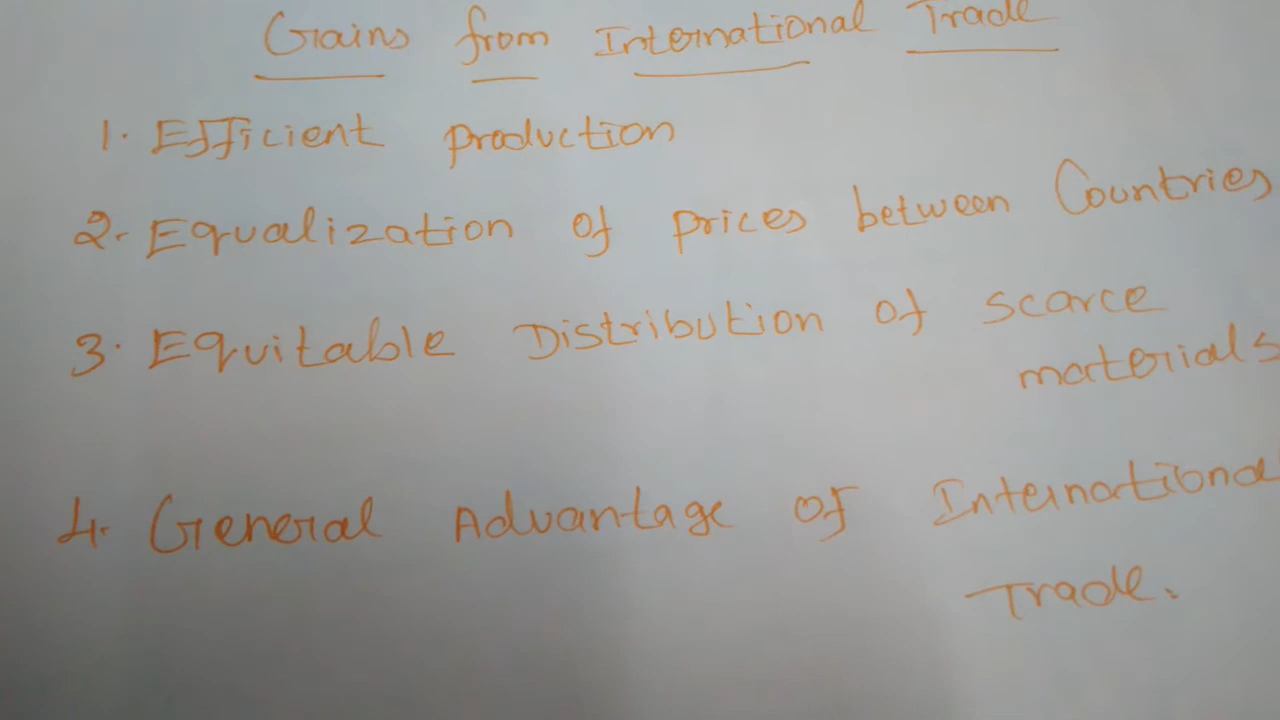 Gains from International Trade
1. Efficient production
2. Equalization of prices between Countries
3. Equitable Distribution of scarce
materials
4. General Advantage of International
Trade.